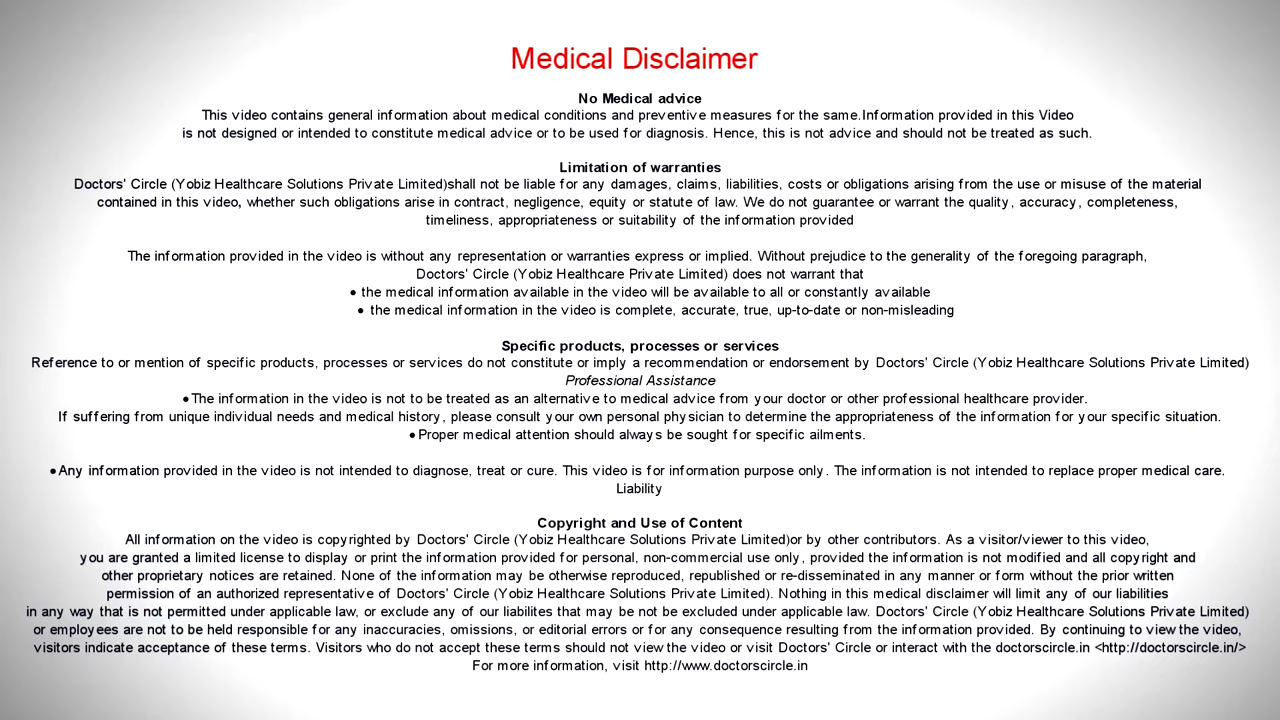 Medical Disclaimer
No Medical advice
This video contains general information about medical conditions and preventive measures for the same.Information provided in this Video
is not designed or intended to constitute medical advice or to be used for diagnosis. Hence, this is not advice and should not be treated as such.
Limitation of warranties
Doctors' Circle (Yobiz Healthcare Solutions Private Limited)shall not be liable for any damages, claims, liabilities, costs or obligations arising from the use or misuse of the material
contained in this video, whether such obligations arise in contract, negligence, equity or statute of law. We do not guarantee or warrant the quality, accuracy, completeness,
timeliness, appropriateness or suitability of the information provided
The information provided in the video is without any representation or warranties express or implied. Without prejudice to the generality of the foregoing paragraph,
Doctors' Circle (Yobiz Healthcare Private Limited) does not warrant that
• the medical information available in the video will be available to all or constantly available
• the medical information in the video is complete, accurate, true, up-to-date or non-misleading
Specific products, processes or services
Reference to or mention of specific products, processes or services do not constitute or imply a recommendation or endorsement by Doctors' Circle (Yobiz Healthcare Solutions Private Limited)
Professional Assistance
•The information in the video is not to be treated as an alternative to medical advice from your doctor or other professional healthcare provider.
If suffering from unique individual needs and medical history, please consult your own personal physician to determine the appropriateness of the information for your specific situation.
•Proper medical attention should always be sought for specific ailments.
•Any information provided in the video is not intended to diagnose, treat or cure. This video is for information purpose only. The information is not intended to replace proper medical care.
Liability
Copyright and Use of Content
All information on the video is copyrighted by Doctors' Circle (Yobiz Healthcare Solutions Private Limited)or by other contributors. As a visitor/viewer to this video,
you are granted a limited license to display or print the information provided for personal, non-commercial use only, provided the information is not modified and all copyright and
other proprietary notices are retained. None of the information may be otherwise reproduced, republished or re-disseminated in any manner or form without the prior written
permission of an authorized representative of Doctors' Circle (Yobiz Healthcare Solutions Private Limited). Nothing in this medical disclaimer will limit any of our liabilities
in any way that is not permitted under applicable law, or exclude any of our liabilites that may be not be excluded under applicable law. Doctors' Circle (Yobiz Healthcare Solutions Private Limited)
or employees are not to be held responsible for any inaccuracies, omissions, or editorial errors or for any consequence resulting from the information provided. By continuing to view the video,
visitors indicate acceptance of these terms. Visitors who do not accept these terms should not view the video or visit Doctors' Circle or interact with the doctorscircle.in <http://doctorscircle.in/>
For more information, visit http://www.doctorscircle.in